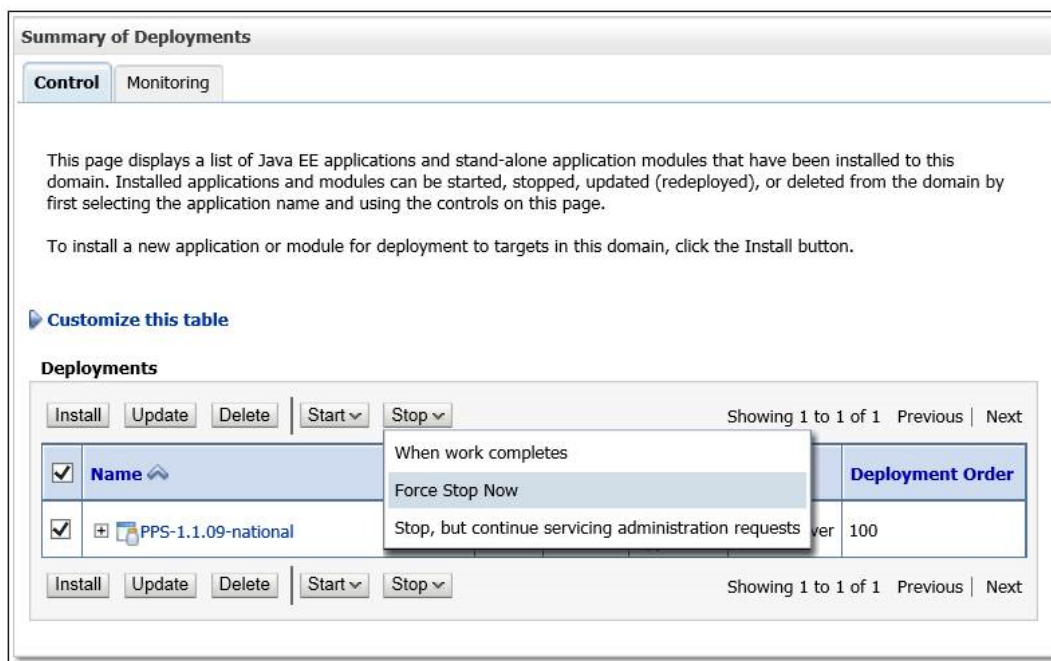 Summary of Deployments
Control Monitoring
This page displays a list of Java EE applications and stand-alone application modules that have been installed to this
domain. Installed applications and modules can be started, stopped, updated (redeployed), or deleted from the domain by
first selecting the application name and using the controls on this page.
To install a new application or module for deployment to targets in this domain, click the Install button.
Customize this table
Deployments
Install Update Delete Start Stop Showing 1 to 1 of 1 Previous | Next
When work completes
Name Deployment Order
Force Stop Now
PPS-1.1.09-national 100
Stop, but continue servicing administration requests
Install Update Delete Start Stop Showing 1 to 1 of 1 Previous | Next